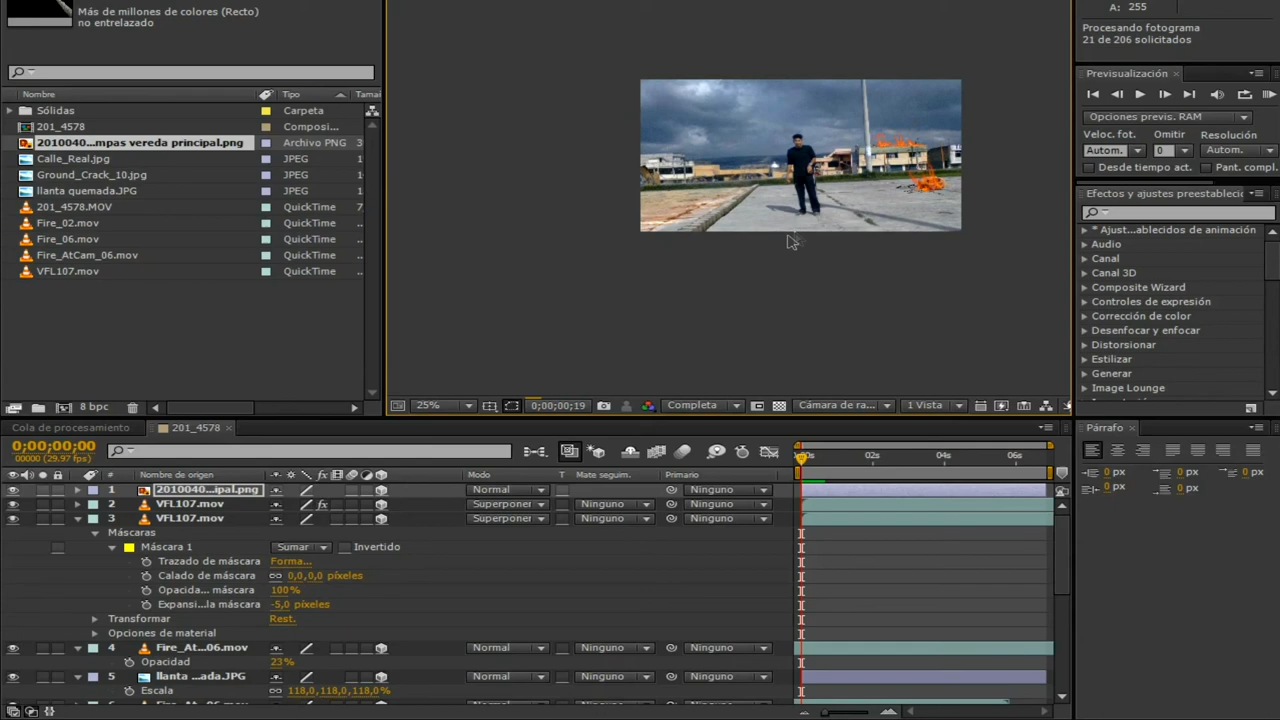 Más de millones de colores (Recto)
no entrelazado
A: 255
Procesando fotograma
21 de 206 solicitados
Previsualización
Opciones previs. RAM
Veloc. fot. Omitir Resolución
Autom. 0 Autom.
Desde tiempo act. Pant. compl.
Nombre Tipo Tamaí
Sólidas Carpeta
201_4578 Composi...
2010040...mpas vereda principal.png Archivo PNG 3
Calle_Real.jpg JPEG
Ground_Crack_10.jpg JPEG
llanta quemada.JPG JPEG
201_4578.MOV QuickTime 7
Fire_02.mov QuickTime
Fire_06.mov QuickTime
Fire_AtCam_06.mov QuickTime
VFL107.mov QuickTime
8 bpc
Efectos y ajustes preestableci
* Ajust...ablecidos de animación
Audio
Canal
Canal 3D
Composite Wizard
Controles de expresión
Corrección de color
Desenfocar y enfocar
Distorsionar
Estilizar
Generar
Image Lounge
25% 0;00;00;19 Completa Cámara de ra... 1 Vista
Cola de procesamiento 201_4578
0;00;00;00
00000 (29.97 fps)
# Nombre de origen fx Modo T Mate seguim. Primario
02s 04s 06s
1 2010040...ipal.png Normal Ninguno
2 VFL107.mov fx Superponer Ninguno Ninguno
3 VFL107.mov Superponer Ninguno Ninguno
Máscaras
Máscara 1 Sumar Invertido
Trazado de máscara Forma...
Calado de máscara 0,0,0,0 píxeles
Opacida... máscara 100%
Expansi...la máscara -5,0 píxeles
Transformar Rest.
Opciones de material
4 Fire_At...06.mov Normal Ninguno Ninguno
Opacidad 23%
5 llanta ...ada.JPG Normal Ninguno Ninguno
Escala 118,0,118,0,118,0%
Párrafo
0 px 0 px
0 px 0 px
0 px